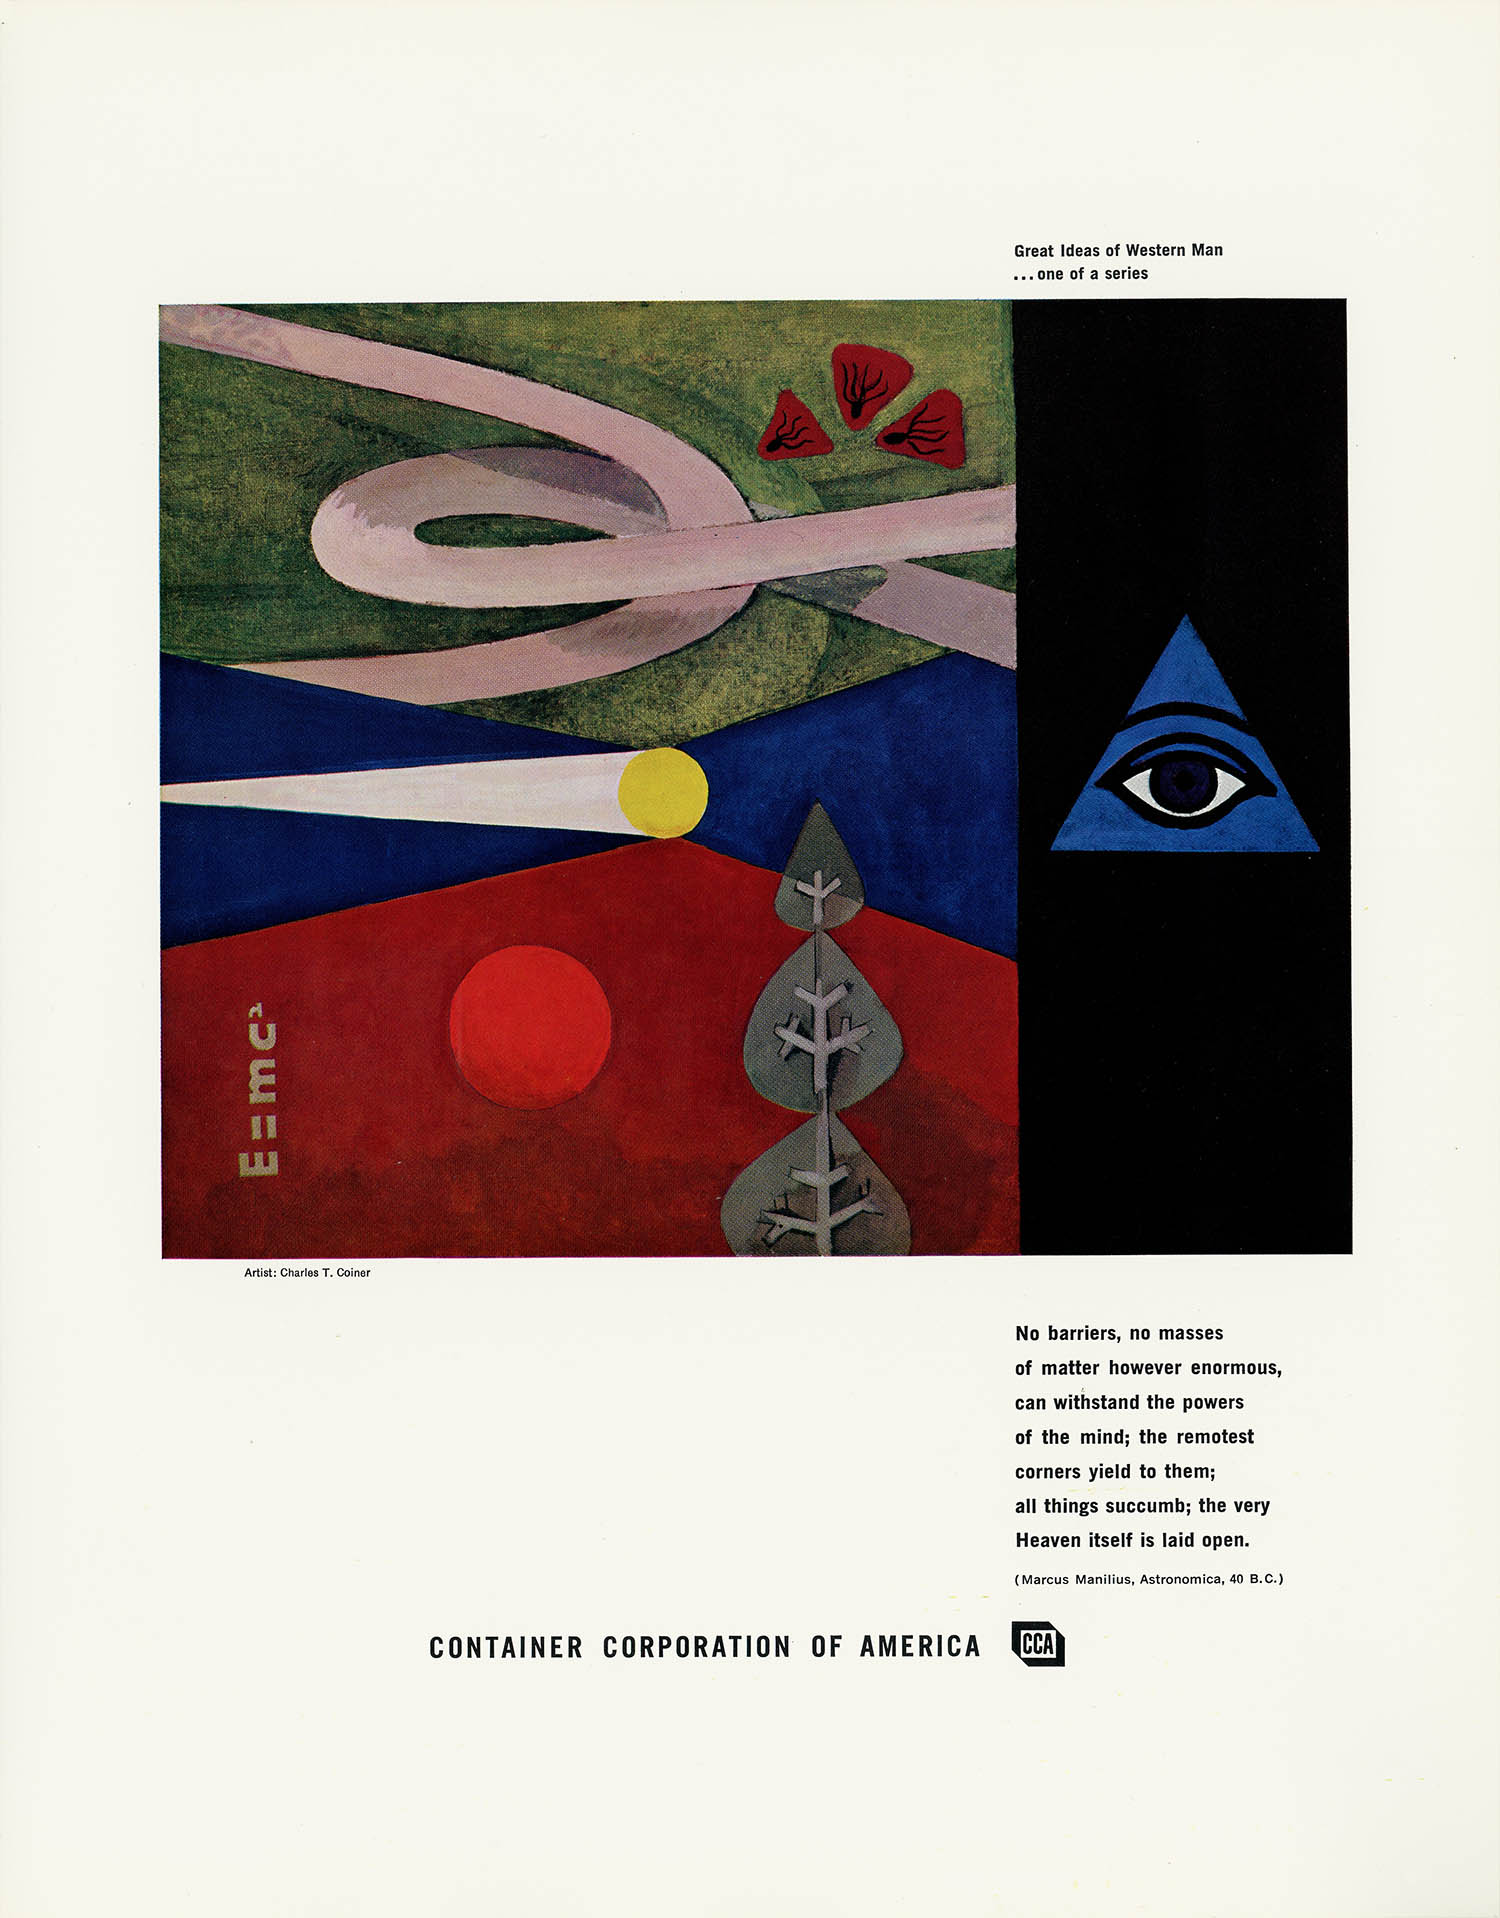 Great Ideas of Western Man
...one of a series
E=mc²
Artist: Charles T. Coiner
No barriers, no masses
of matter however enormous,
can withstand the powers
of the mind; the remotest
corners yield to them;
all things succumb; the very
Heaven itself is laid open.
(Marcus Manilius, Astronomica, 40 B.C.)
CONTAINER CORPORATION OF AMERICA CCA